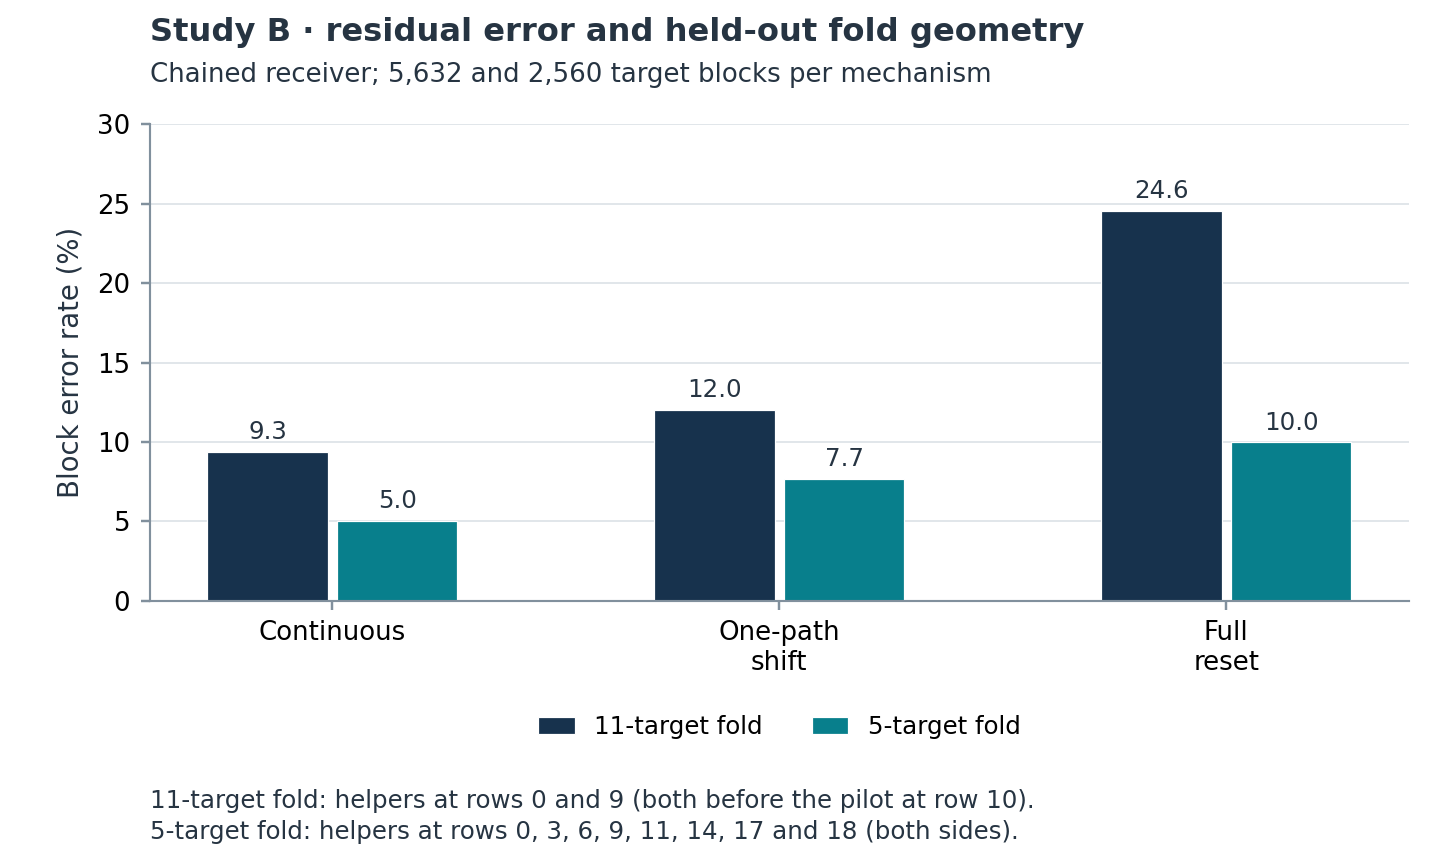 Study B · residual error and held-out fold geometry
Chained receiver; 5,632 and 2,560 target blocks per mechanism
Block error rate (%)
30
25
20
15
10
5
0
9.3
5.0
12.0
7.7
24.6
10.0
Continuous
One-path
shift
Full
reset
11-target fold
5-target fold
11-target fold: helpers at rows 0 and 9 (both before the pilot at row 10).
5-target fold: helpers at rows 0, 3, 6, 9, 11, 14, 17 and 18 (both sides).